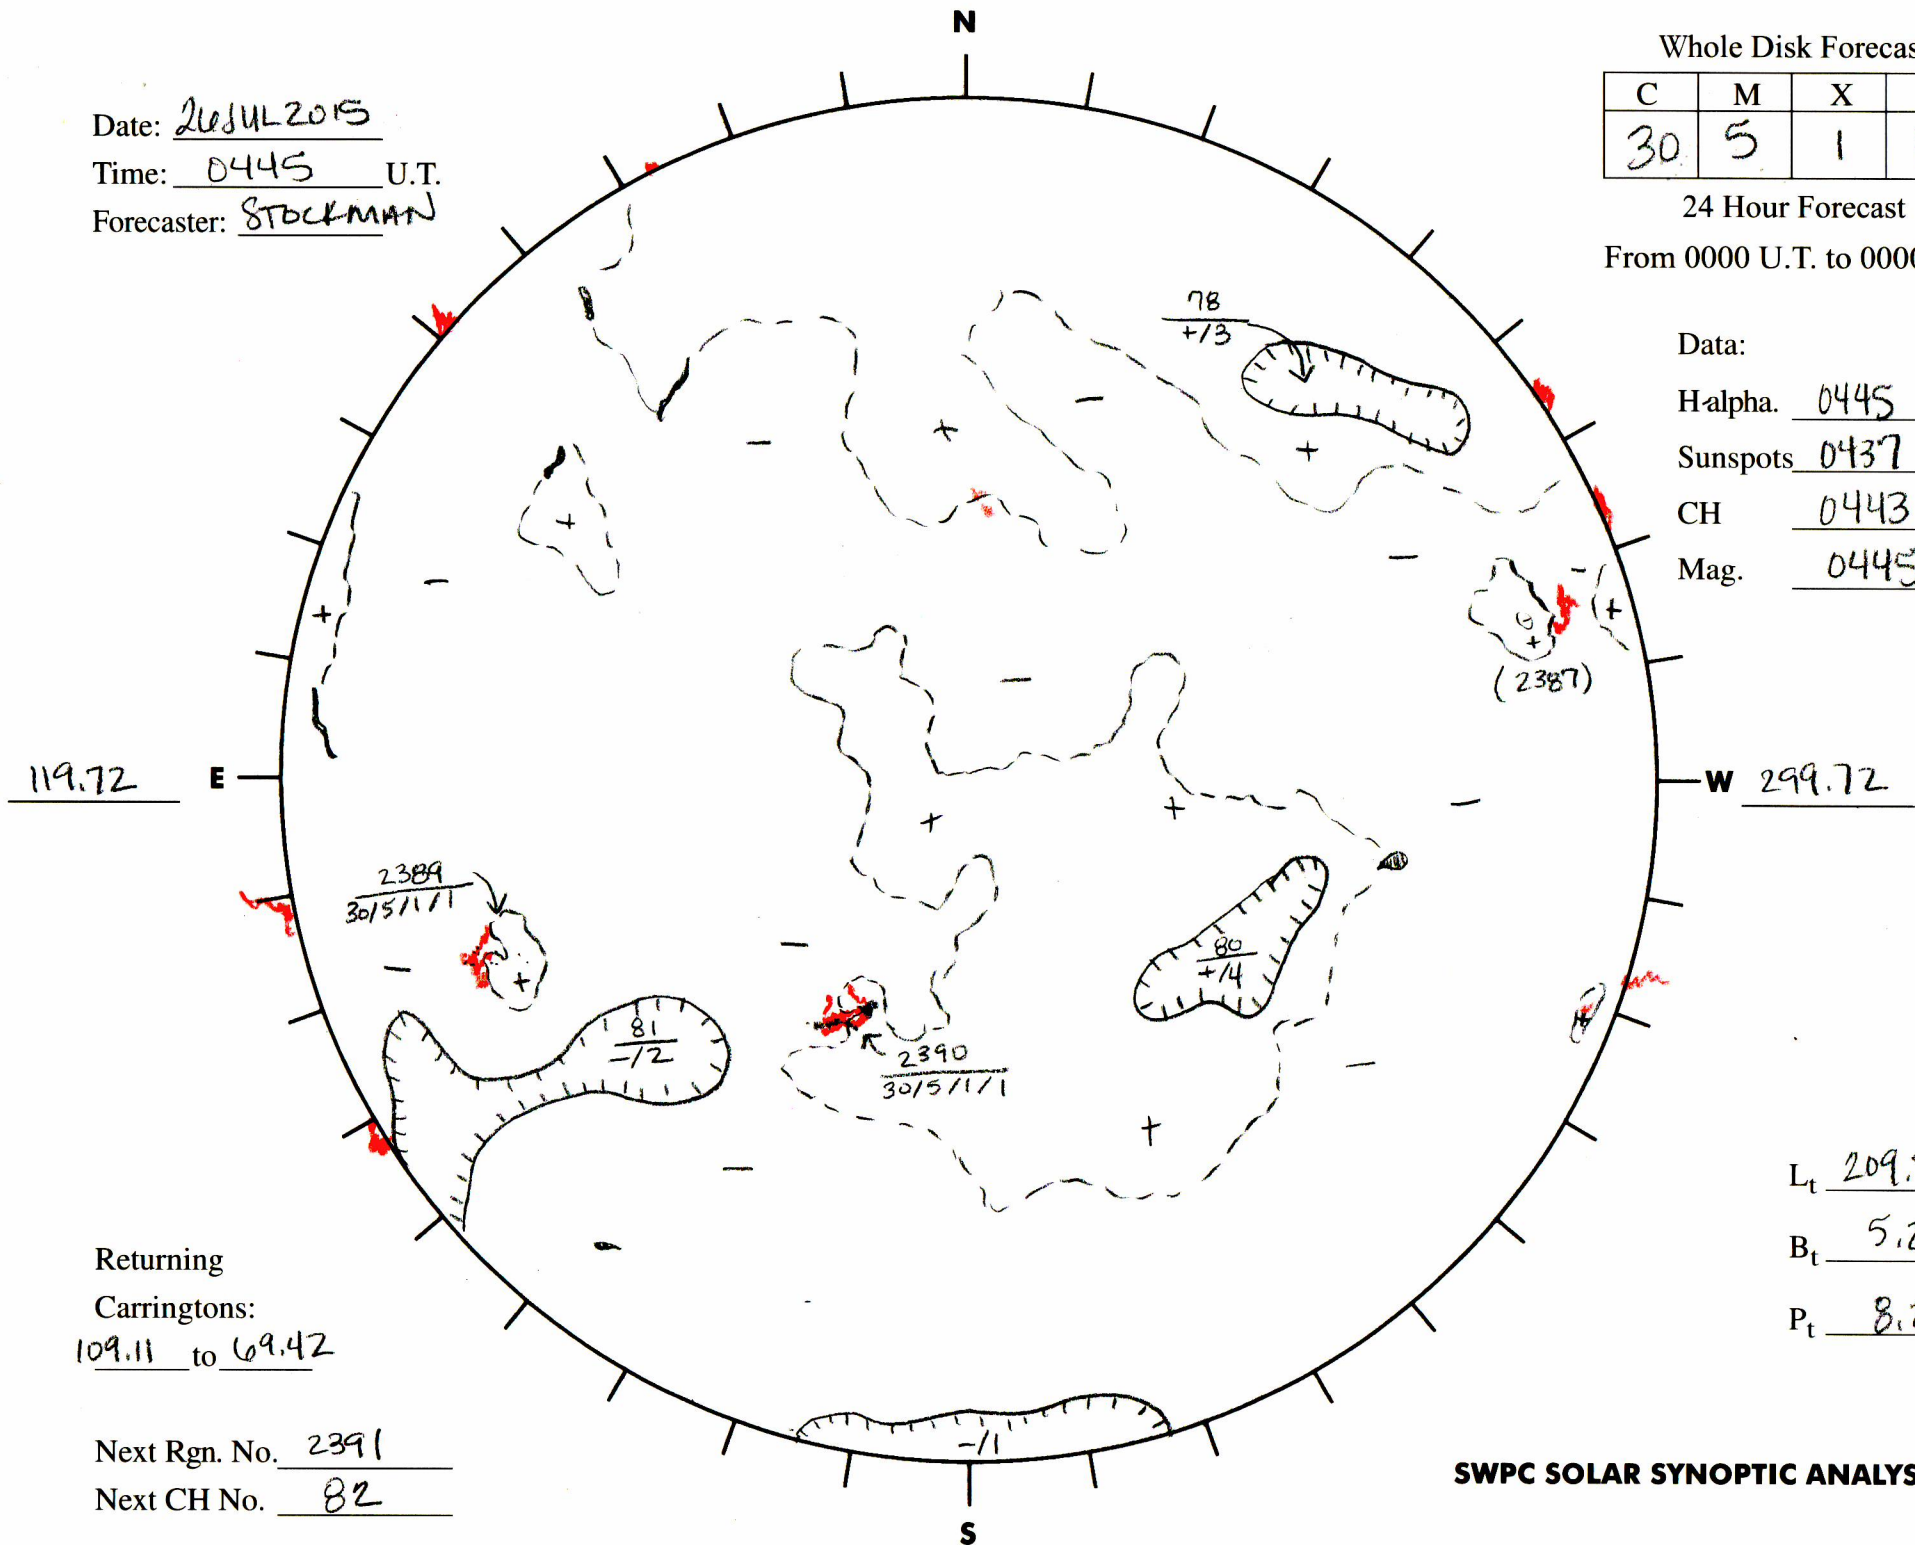 N
Whole Disk Forecas
C M X
30 5 1
24 Hour Forecast
From 0000 U.T. to 0000
Date: 26JUL2015
Time: 0445 U.T.
Forecaster: STOCKMAN
78
+/3
Data:
H-alpha. 0445
Sunspots 0437
CH 0443
Mag. 0445
(2387)
119.72 E
W 299.72
2389
30/5/1/1
80
+/4
81
-/2
2390
30/5/1/1
Lt 209.
Bt 5.2
Pt 8.
Returning
Carringtons:
109.11 to 69.42
Next Rgn. No. 2391
Next CH No. 82
-/1
SWPC SOLAR SYNOPTIC ANALYS
S